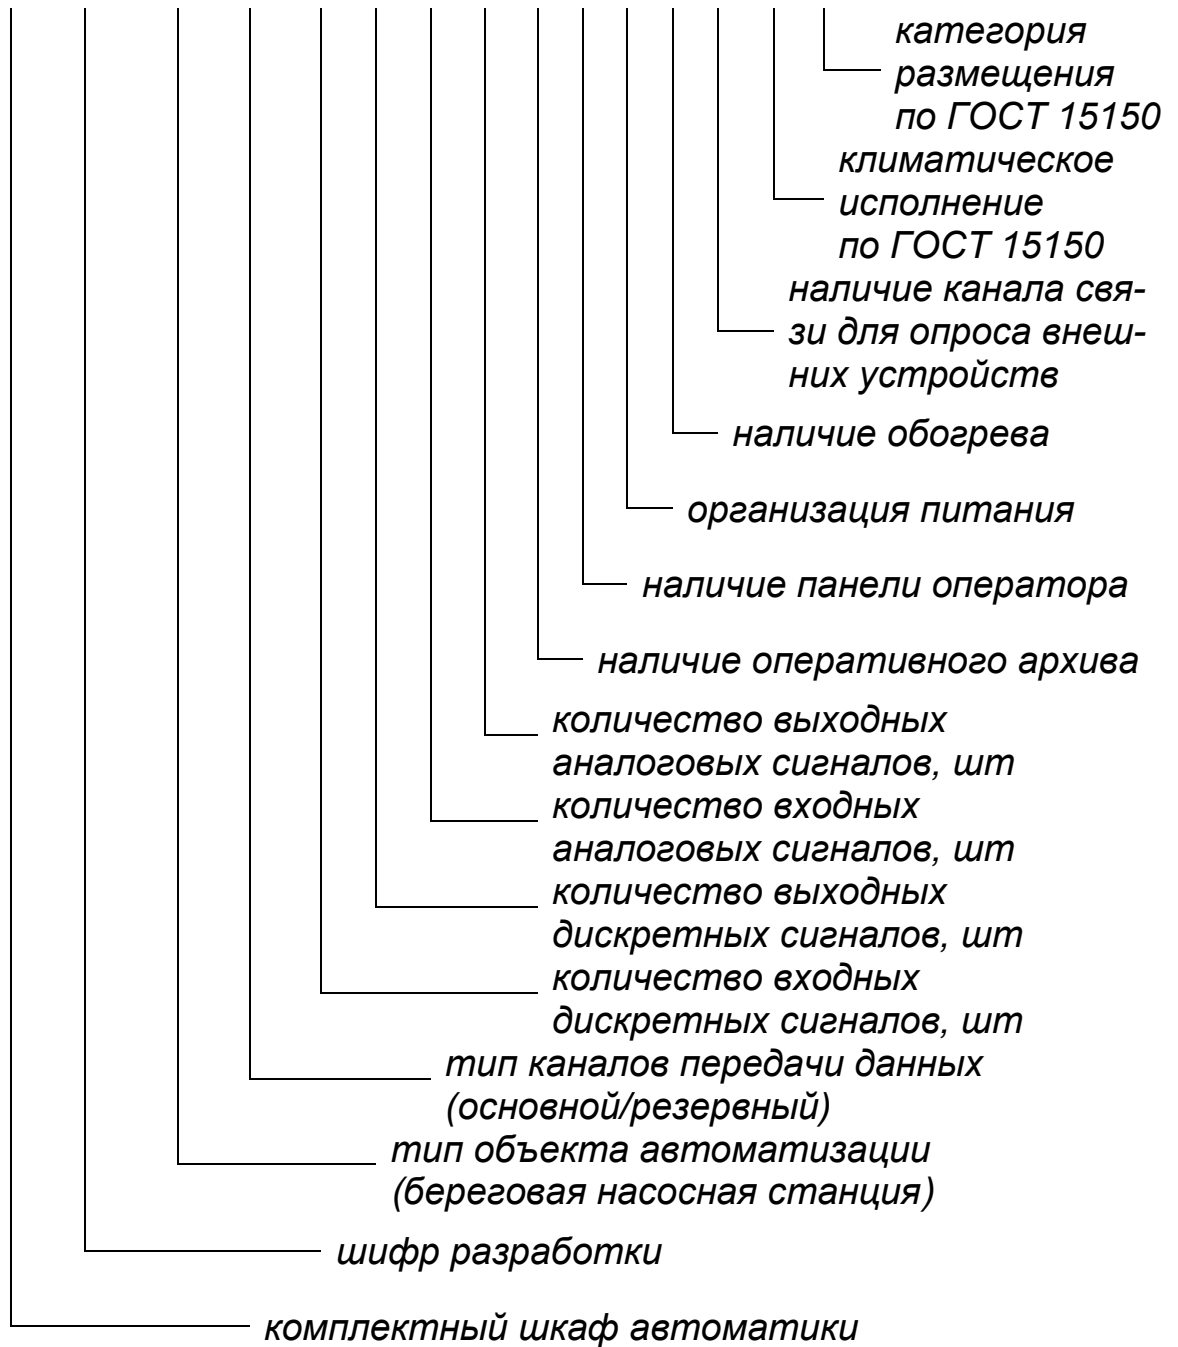 категория
размещения
по ГОСТ 15150
климатическое
исполнение
по ГОСТ 15150
наличие канала свя-
зи для опроса внеш-
них устройств
наличие обогрева
организация питания
наличие панели оператора
наличие оперативного архива
количество выходных
аналоговых сигналов, шт
количество входных
аналоговых сигналов, шт
количество выходных
дискретных сигналов, шт
количество входных
дискретных сигналов, шт
тип каналов передачи данных
(основной/резервный)
тип объекта автоматизации
(береговая насосная станция)
шифр разработки
комплектный шкаф автоматики